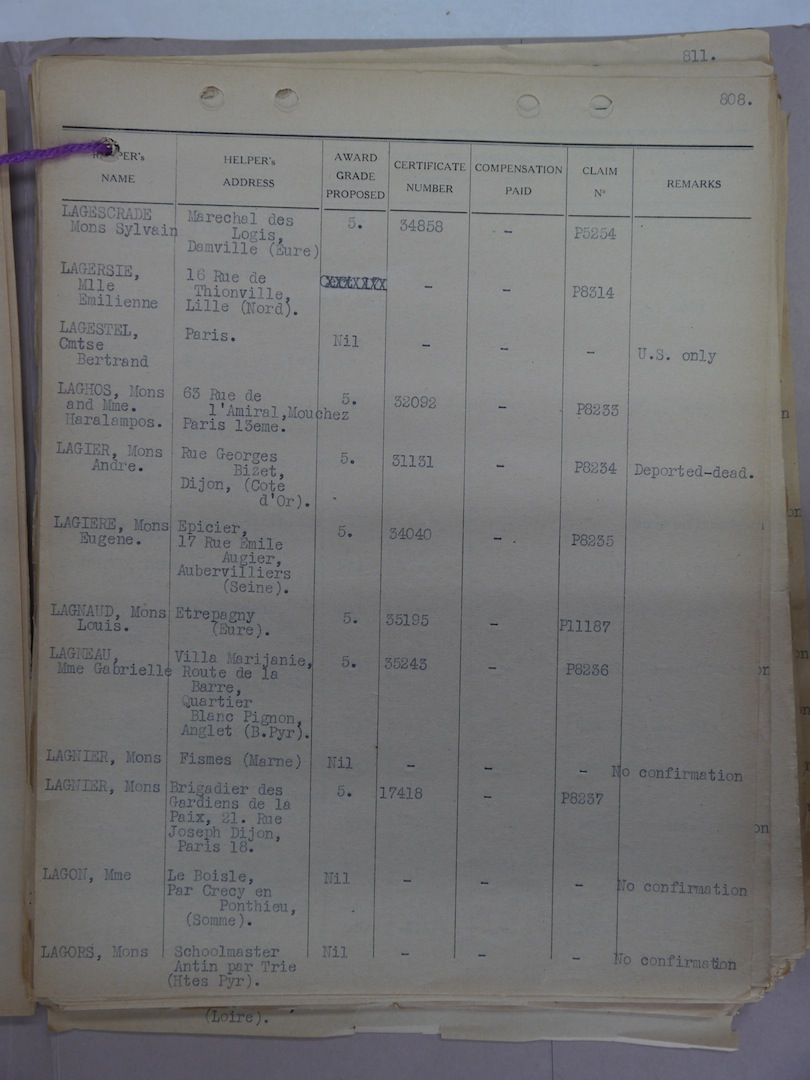 811.
808.
HELPER's NAME HELPER's ADDRESS AWARD GRADE PROPOSED CERTIFICATE NUMBER COMPENSATION PAID CLAIM Nº REMARKS
LAGESCRADE Marechal des 5. 34858 - P5254
Mons Sylvain Logis,
Damville (Eure)
LAGERSIE, 16 Rue de - - P8314
Mlle Thionville,
Emilienne Lille (Nord).
LAGESTEL, Paris. Nil - - - U.S. only
Cmtse
Bertrand
LAGHOS, Mons 63 Rue de 5. 32092 - P8233
and Mme. l'Amiral,Mouchez
Haralampos. Paris 13eme.
LAGIER, Mons Rue Georges 5. 31131 - P8234 Deported-dead.
Andre. Bizet,
Dijon, (Cote
d'Or).
LAGIERE, Mons Epicier, 5. 34040 - P8235
Eugene. 17 Rue Emile
Augier,
Aubervilliers
(Seine).
LAGNAUD, Mons Etrepagny 5. 35195 - P11187
Louis. (Eure).
LAGNEAU, Villa Marijanie, 5. 35243 - P8236
Mme Gabrielle Route de la
Barre,
Quartier
Blanc Pignon,
Anglet (B.Pyr).
LAGNIER, Mons Fismes (Marne) Nil - - - No confirmation
LAGNIER, Mons Brigadier des 5. 17418 - P8237
Gardiens de la
Paix, 21. Rue
Joseph Dijon,
Paris 18.
LAGON, Mme Le Boisle, Nil - - - No confirmation
Par Crecy en
Ponthieu,
(Somme).
LAGORS, Mons Schoolmaster Nil - - - No confirmation
Antin par Trie
(Htes Pyr).
(Loire).